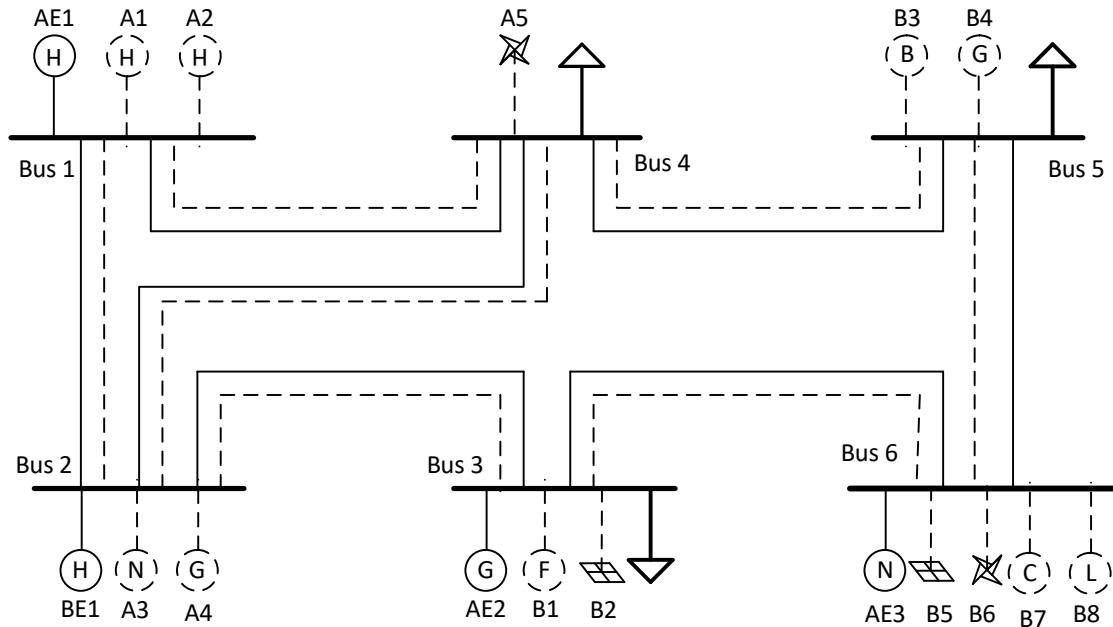 AE1 A1 A2 A5 B3 B4
H H H B G
Bus 1 Bus 4 Bus 5
Bus 2 Bus 3 Bus 6
H N G G F N C L
BE1 A3 A4 AE2 B1 B2 AE3 B5 B6 B7 B8